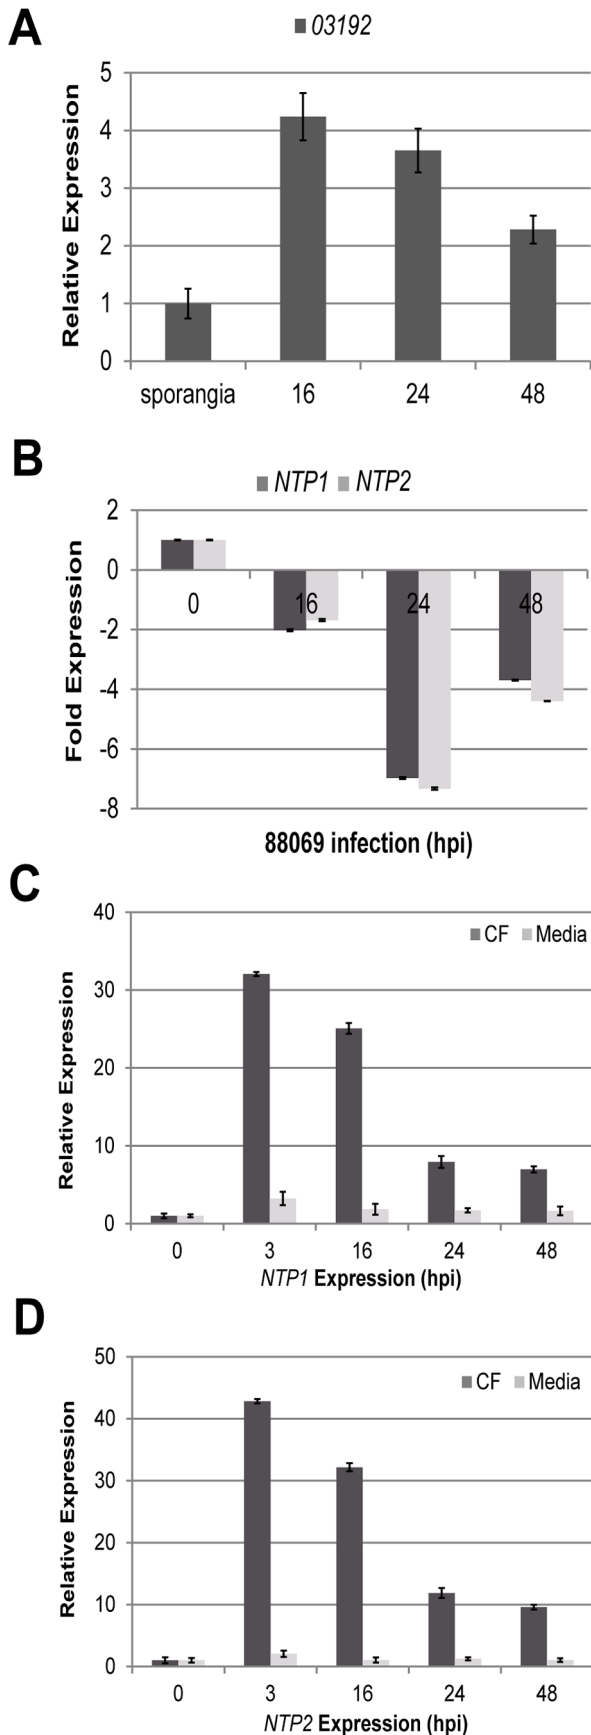 A
03192
Relative Expression
5
4
3
2
1
0
sporangia 16 24 48
B
NTP1 NTP2
Fold Expression
2
0
-2
-4
-6
-8
0 16 24 48
88069 infection (hpi)
C
CF Media
Relative Expression
40
30
20
10
0
0 3 16 24 48
NTP1 Expression (hpi)
D
CF Media
Relative Expression
50
40
30
20
10
0
0 3 16 24 48
NTP2 Expression (hpi)